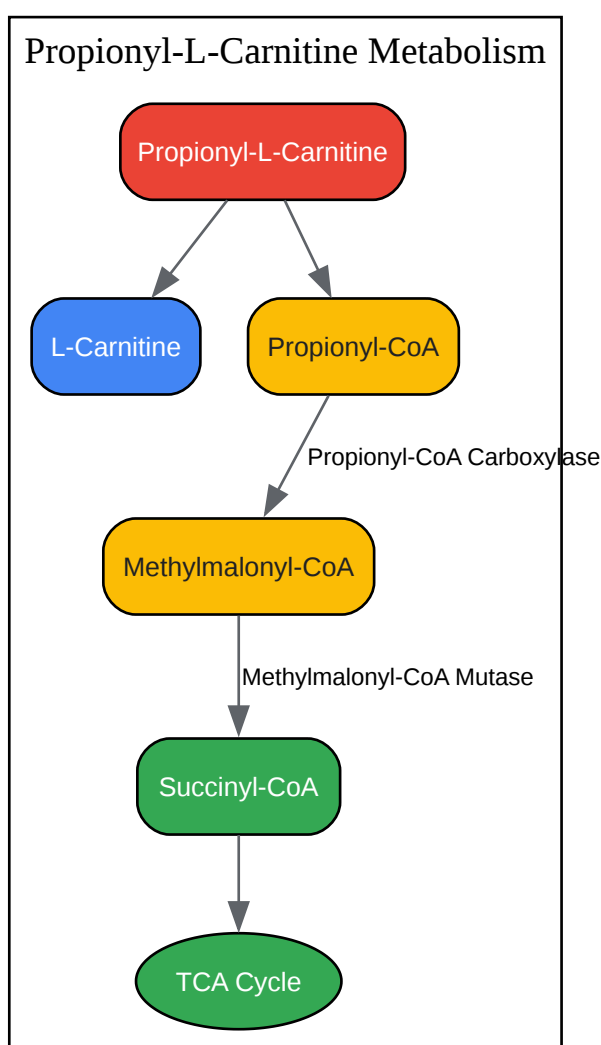 Propionyl-L-Carnitine Metabolism
Propionyl-L-Carnitine
L-Carnitine
Propionyl-CoA
Propionyl-CoA Carboxylase
Methylmalonyl-CoA
Methylmalonyl-CoA Mutase
Succinyl-CoA
TCA Cycle